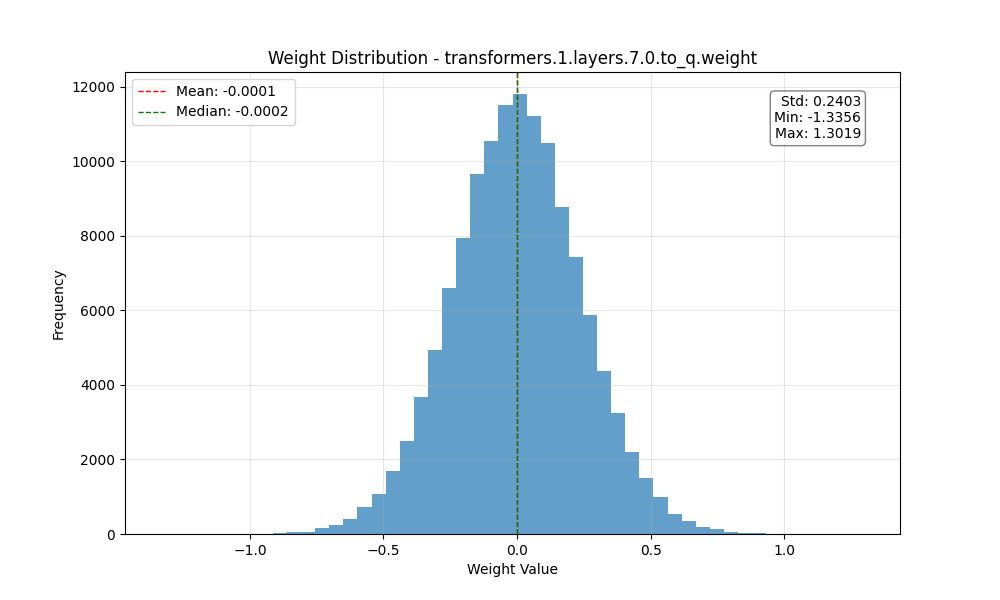 Weight Distribution - transformers.1.layers.7.0.to_q.weight
Mean: -0.0001
Median: -0.0002
Std: 0.2403
Min: -1.3356
Max: 1.3019
Frequency
12000
10000
8000
6000
4000
2000
0
−1.0 −0.5 0.0 0.5 1.0
Weight Value